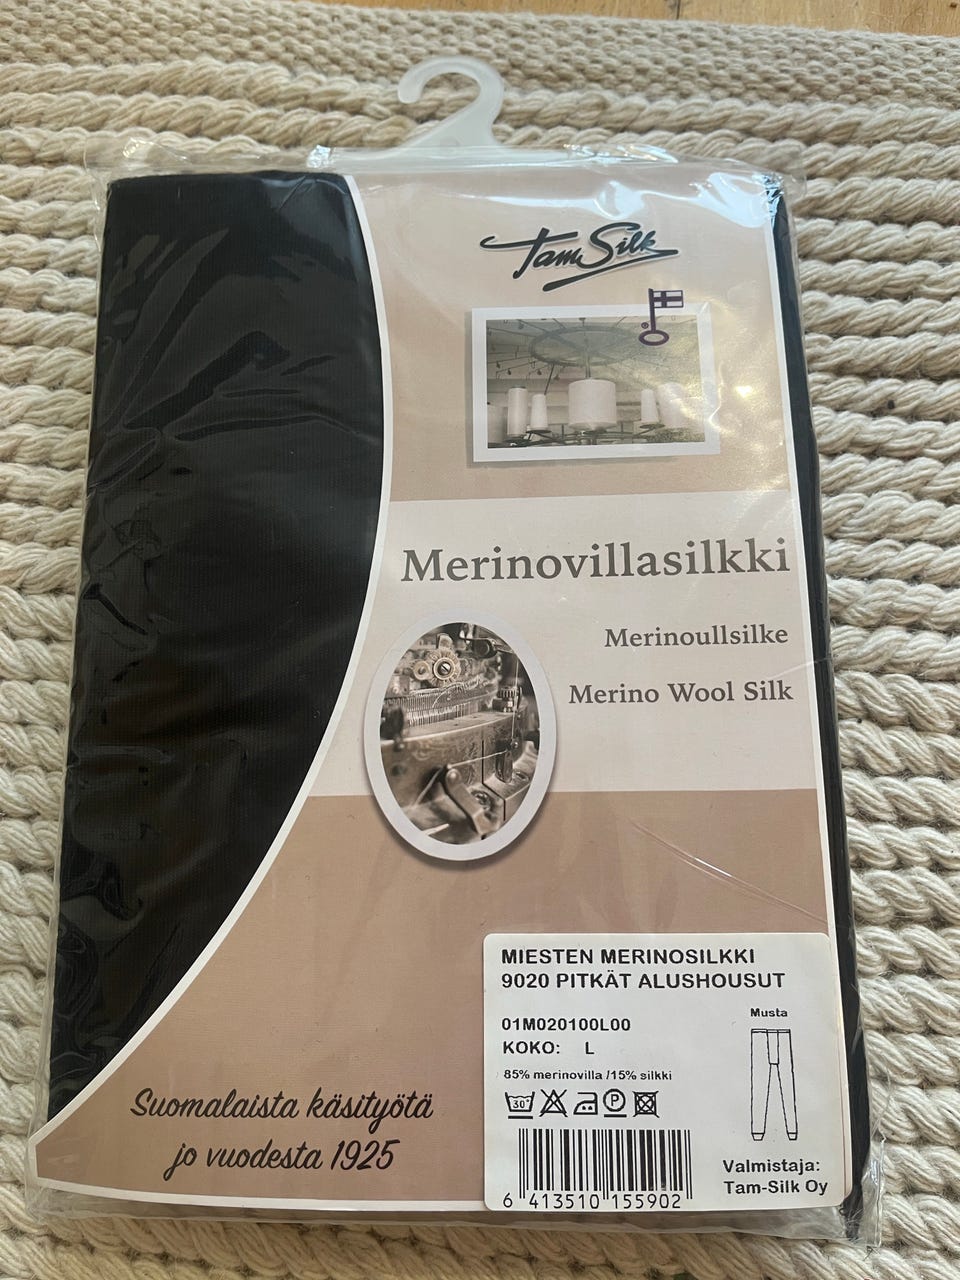 Tam Silk
Merinovillasilkki
Merinoullsilke
Merino Wool Silk
MIESTEN MERINOSILKKI
9020 PITKÄT ALUSHOUSUT
Musta
01M020100L00
KOKO: L
85% merinovilla /15% silkki
30°
P
Valmistaja:
Tam-Silk Oy
6 413510 155902
Suomalaista käsityötä
jo vuodesta 1925